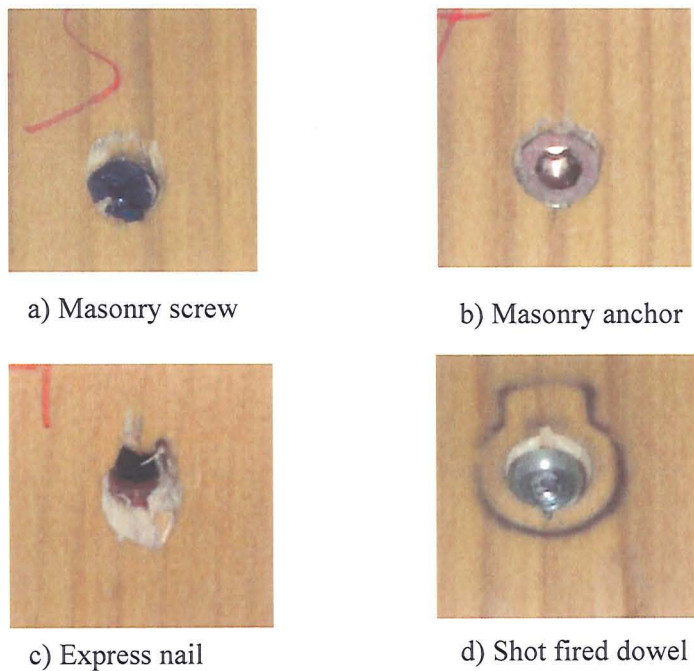 a) Masonry screw
b) Masonry anchor
c) Express nail
d) Shot fired dowel